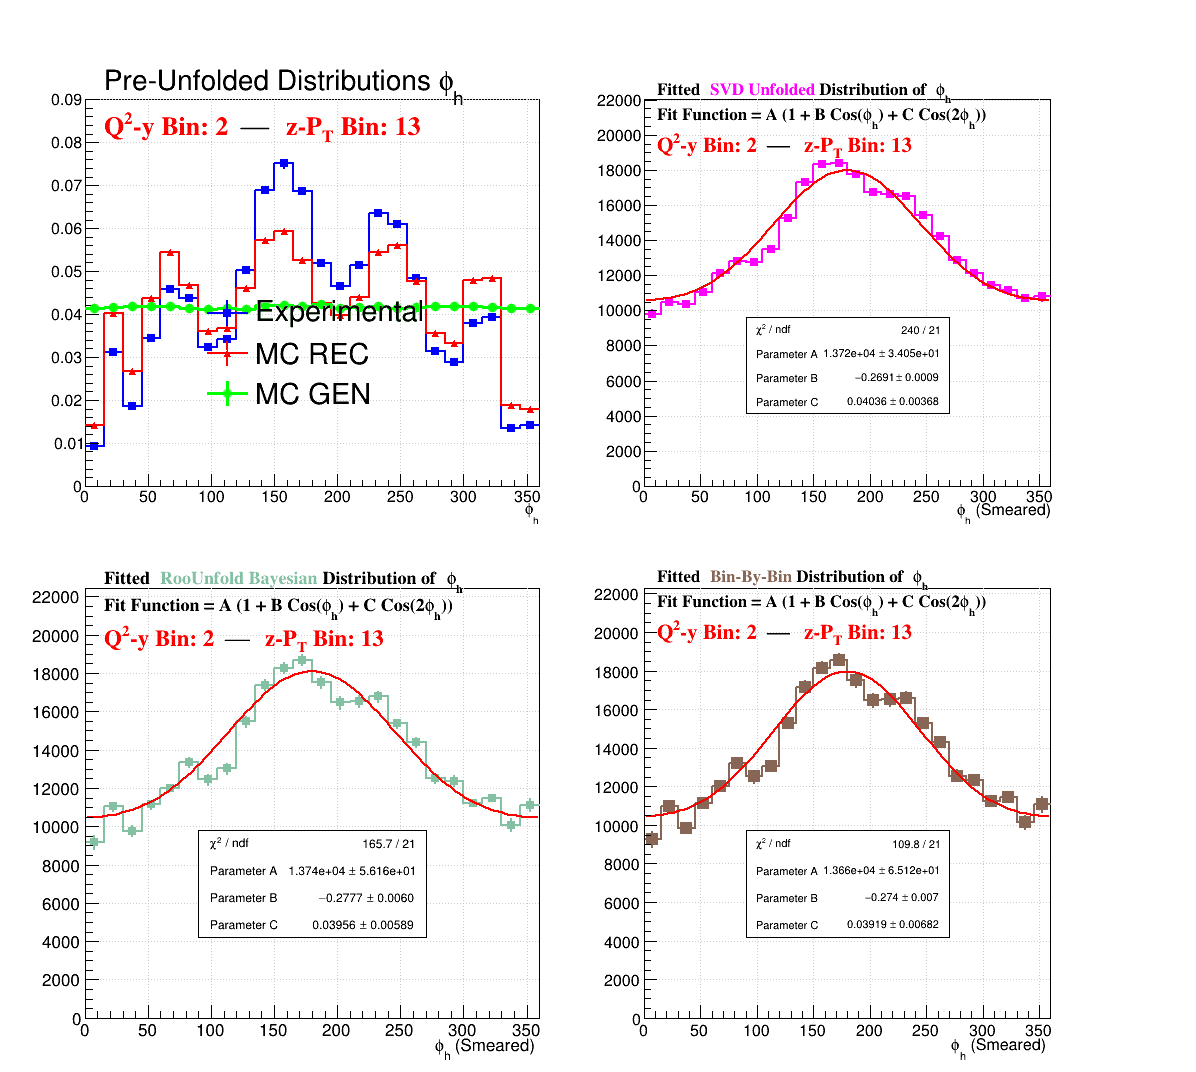 Pre-Unfolded Distributions ϕh
Q2-y Bin: 2 — z-PT Bin: 13
0.09
0.08
0.07
0.06
0.05
0.04
0.03
0.02
0.01
0
Experimental
MC REC
MC GEN
0 50 100 150 200 250 300 350
ϕh
Fitted SVD Unfolded Distribution of ϕh
Fit Function = A (1 + B Cos(ϕh) + C Cos(2ϕh))
Q2-y Bin: 2 — z-PT Bin: 13
22000
20000
18000
16000
14000
12000
10000
8000
6000
4000
2000
0
χ2 / ndf 240 / 21
Parameter A 1.372e+04 ± 3.405e+01
Parameter B −0.2691 ± 0.0009
Parameter C 0.04036 ± 0.00368
0 50 100 150 200 250 300 350
ϕh (Smeared)
Fitted RooUnfold Bayesian Distribution of ϕh
Fit Function = A (1 + B Cos(ϕh) + C Cos(2ϕh))
Q2-y Bin: 2 — z-PT Bin: 13
22000
20000
18000
16000
14000
12000
10000
8000
6000
4000
2000
0
χ2 / ndf 165.7 / 21
Parameter A 1.374e+04 ± 5.616e+01
Parameter B −0.2777 ± 0.0060
Parameter C 0.03956 ± 0.00589
0 50 100 150 200 250 300 350
ϕh (Smeared)
Fitted Bin-By-Bin Distribution of ϕh
Fit Function = A (1 + B Cos(ϕh) + C Cos(2ϕh))
Q2-y Bin: 2 — z-PT Bin: 13
22000
20000
18000
16000
14000
12000
10000
8000
6000
4000
2000
0
χ2 / ndf 109.8 / 21
Parameter A 1.366e+04 ± 6.512e+01
Parameter B −0.274 ± 0.007
Parameter C 0.03919 ± 0.00682
0 50 100 150 200 250 300 350
ϕh (Smeared)